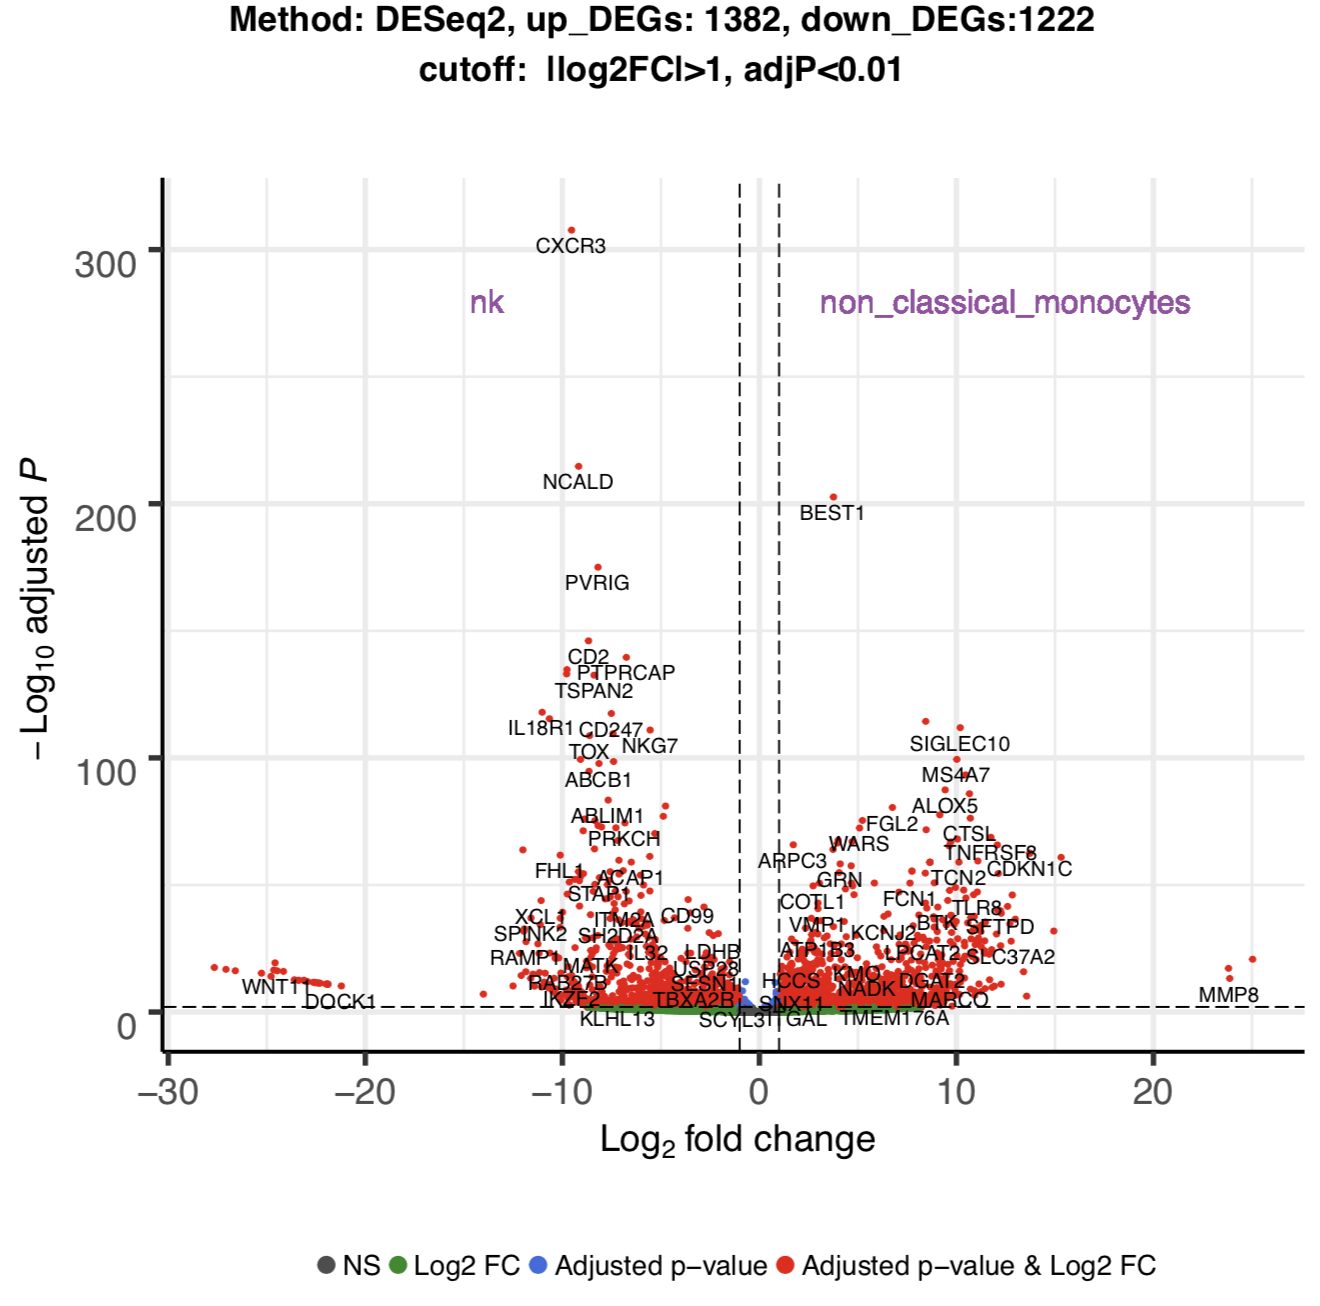 Method: DESeq2, up_DEGs: 1382, down_DEGs:1222
cutoff: |log2FC|>1, adjP<0.01
300
CXCR3
nk non_classical_monocytes
NCALD
200
BEST1
PVRIG
CD2
PTPRCAP
TSPAN2
IL18R1 CD247
NKG7 SIGLEC10
TOX
100
MS4A7
ABCB1
ALOX5
ABLIM1 FGL2
CTSL
PRKCH WARS
TNFRSF8
ARPC3
CDKN1C
FHL1 ACAP1 GRN TCN2
STAP1 FCN1
COTL1 TLR8
XCL1 ITM2A CD99
VMP1 BTK SFTPD
SPINK2 SH2D2A KCNJ2
IL32 LDHB ATP1B3 LPCAT2
RAMP1 SLC37A2
MATK USP28
KMO
RAB27B SESN1 HCCS DGAT2
WNT11 NADK
MMP8
DOCK1 IKZF2 TBXA2R SNX11 MARCO
KLHL13 SCYL3 ITGAL TMEM176A
0
−Log10 adjusted P
−30 −20 −10 0 10 20
Log2 fold change
NS Log2 FC Adjusted p−value Adjusted p−value & Log2 FC